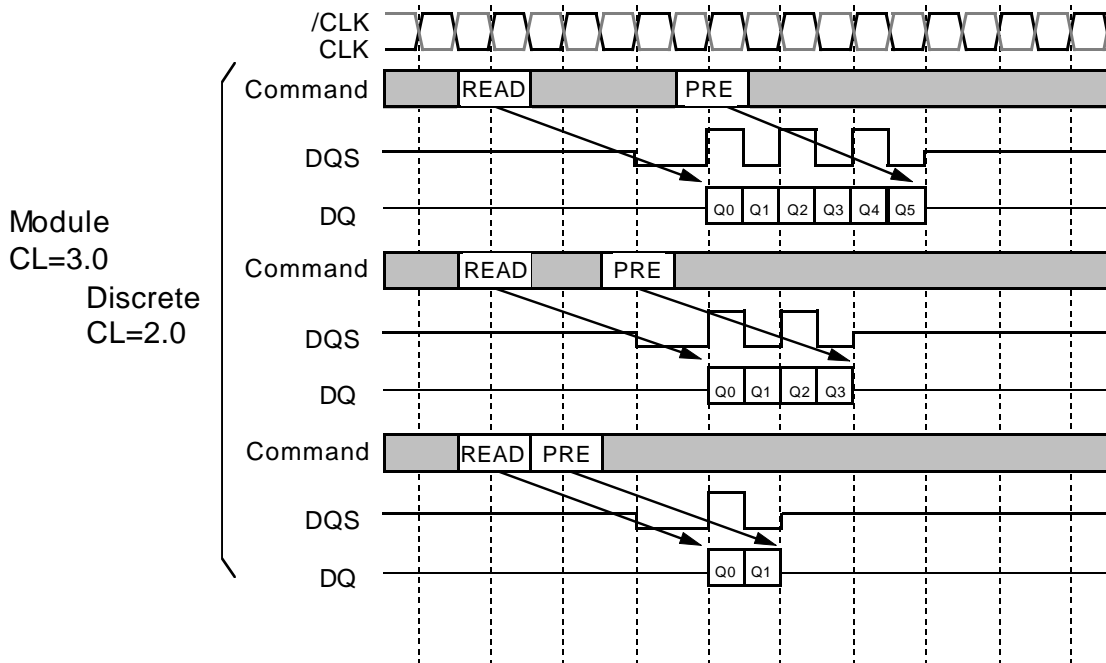 /CLK
CLK
Command READ PRE
DQS
DQ Q0 Q1 Q2 Q3 Q4 Q5
Module
CL=3.0
Discrete
CL=2.0
Command READ PRE
DQS
DQ Q0 Q1 Q2 Q3
Command READ PRE
DQS
DQ Q0 Q1